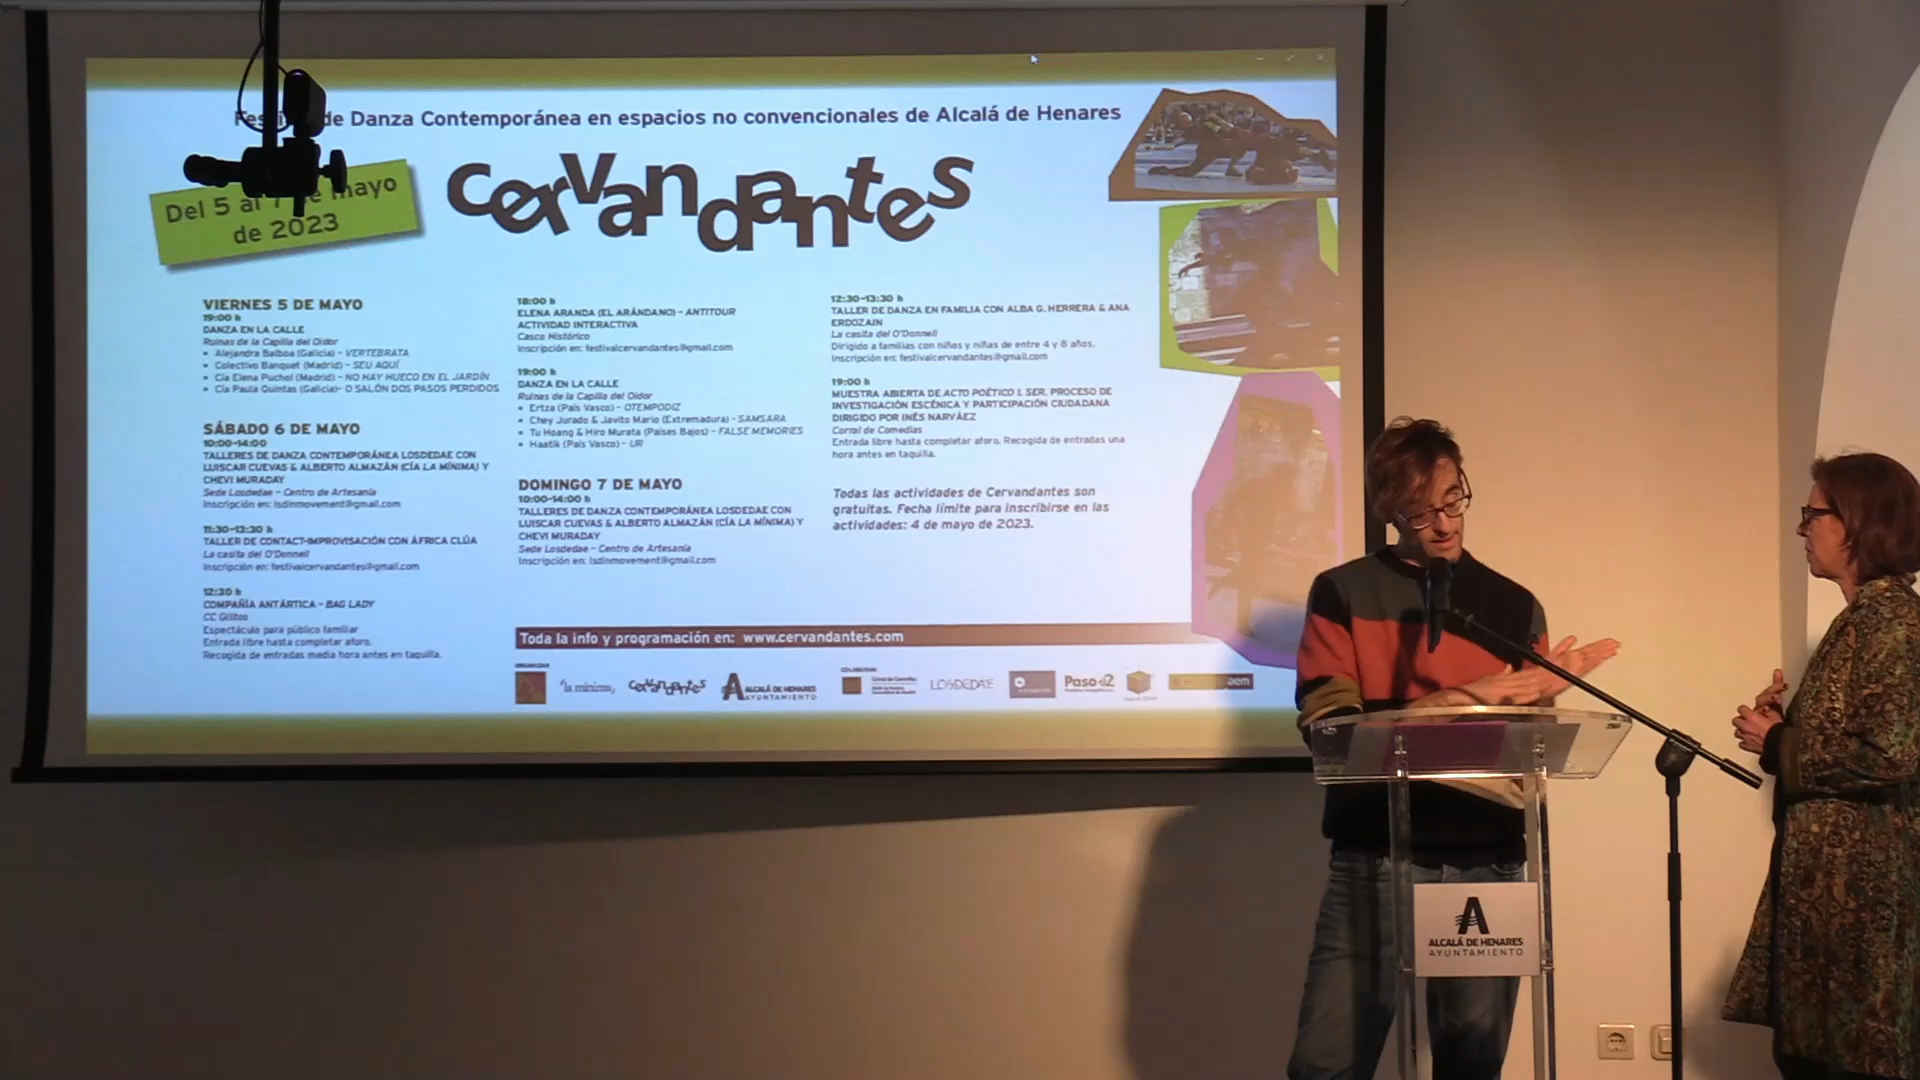 de Danza Contemporánea en espacios no convencionales de Alcalá de Henares
Del 5 al 7 de mayo
de 2023
cervandantes
VIERNES 5 DE MAYO
19:00 h
DANZA EN LA CALLE
Ruinas de la Capilla del Oidor
• Alejandra Balboa (Galicia) – VERTEBRATA
• Colectivo Banquet (Madrid) – SEU AQUÍ
• Cía Elena Puchol (Madrid) – NO HAY HUECO EN EL JARDÍN
• Cía Paula Quintas (Galicia)– O SALÓN DOS PASOS PERDIDOS
SÁBADO 6 DE MAYO
10:00-14:00
TALLERES DE DANZA CONTEMPORÁNEA LOSDEDAE CON
LUISCAR CUEVAS & ALBERTO ALMAZÁN (CÍA LA MÍNIMA) Y
CHEVI MURADAY
Sede Losdedae – Centro de Artesanía
Inscripción en: lsdinmovement@gmail.com
11:30-13:30 h
TALLER DE CONTACT-IMPROVISACIÓN CON ÁFRICA CLÚA
La casita del O'Donnell
Inscripción en: festivalcervandantes@gmail.com
12:30 h
COMPAÑÍA ANTÁRTICA – BAG LADY
CC Gilitos
Espectáculo para público familiar
Entrada libre hasta completar aforo.
Recogida de entradas media hora antes en taquilla.
18:00 h
ELENA ARANDA (EL ARÁNDANO) – ANTITOUR
ACTIVIDAD INTERACTIVA
Casco Histórico
Inscripción en: festivalcervandantes@gmail.com
19:00 h
DANZA EN LA CALLE
Ruinas de la Capilla del Oidor
• Ertza (País Vasco) – OTEMPODIZ
• Chey Jurado & Javito Mario (Extremadura) – SAMSARA
• Tu Hoang & Hiro Murata (Países Bajos) – FALSE MEMORIES
• Haatik (País Vasco) – UR
DOMINGO 7 DE MAYO
10:00-14:00 h
TALLERES DE DANZA CONTEMPORÁNEA LOSDEDAE CON
LUISCAR CUEVAS & ALBERTO ALMAZÁN (CÍA LA MÍNIMA) Y
CHEVI MURADAY
Sede Losdedae – Centro de Artesanía
Inscripción en: lsdinmovement@gmail.com
12:30-13:30 h
TALLER DE DANZA EN FAMILIA CON ALBA G. HERRERA & ANA
ERDOZAIN
La casita del O'Donnell
Dirigido a familias con niños y niñas de entre 4 y 8 años.
Inscripción en: festivalcervandantes@gmail.com
19:00 h
MUESTRA ABIERTA DE ACTO POÉTICO I. SER. PROCESO DE
INVESTIGACIÓN ESCÉNICA Y PARTICIPACIÓN CIUDADANA
DIRIGIDO POR INÉS NARVÁEZ
Corral de Comedias
Entrada libre hasta completar aforo. Recogida de entradas una
hora antes en taquilla.
Todas las actividades de Cervandantes son
gratuitas. Fecha límite para inscribirse en las
actividades: 4 de mayo de 2023.
Toda la info y programación en: www.cervandantes.com
ORGANIZAN
COLABORAN
la mínima
cervandantes
ALCALÁ DE HENARES
AYUNTAMIENTO
LOSDEDAE
Paso a2
aem
ALCALÁ DE HENARES
AYUNTAMIENTO